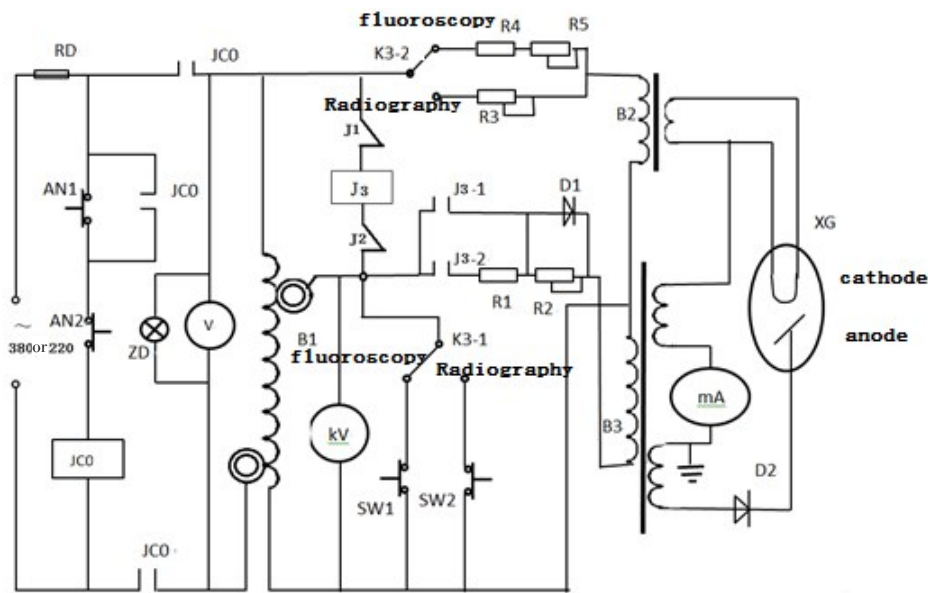 fluoroscopy
RD
JC0
K3-2
R4
R5
Radiography
R3
B2
J1
AN1
JC0
J3
J3-1
D1
XG
J2
J3-2
cathode
R1
R2
~
AN2
380or220
ZD
V
B1
K3-1
anode
fluoroscopy
Radiography
mA
kV
B3
JC0
SW1
SW2
D2
JC0